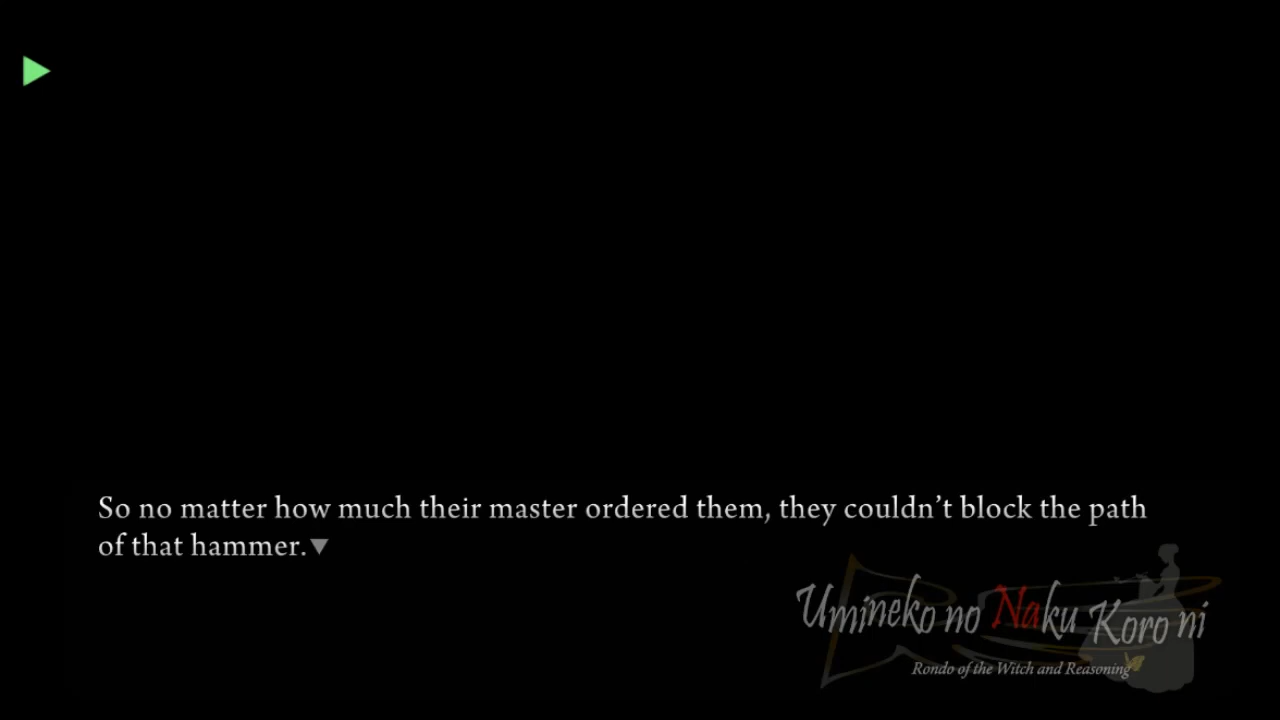 So no matter how much their master ordered them, they couldn’t block the path
of that hammer.
Umineko no Naku Koro ni
Rondo of the Witch and Reasoning